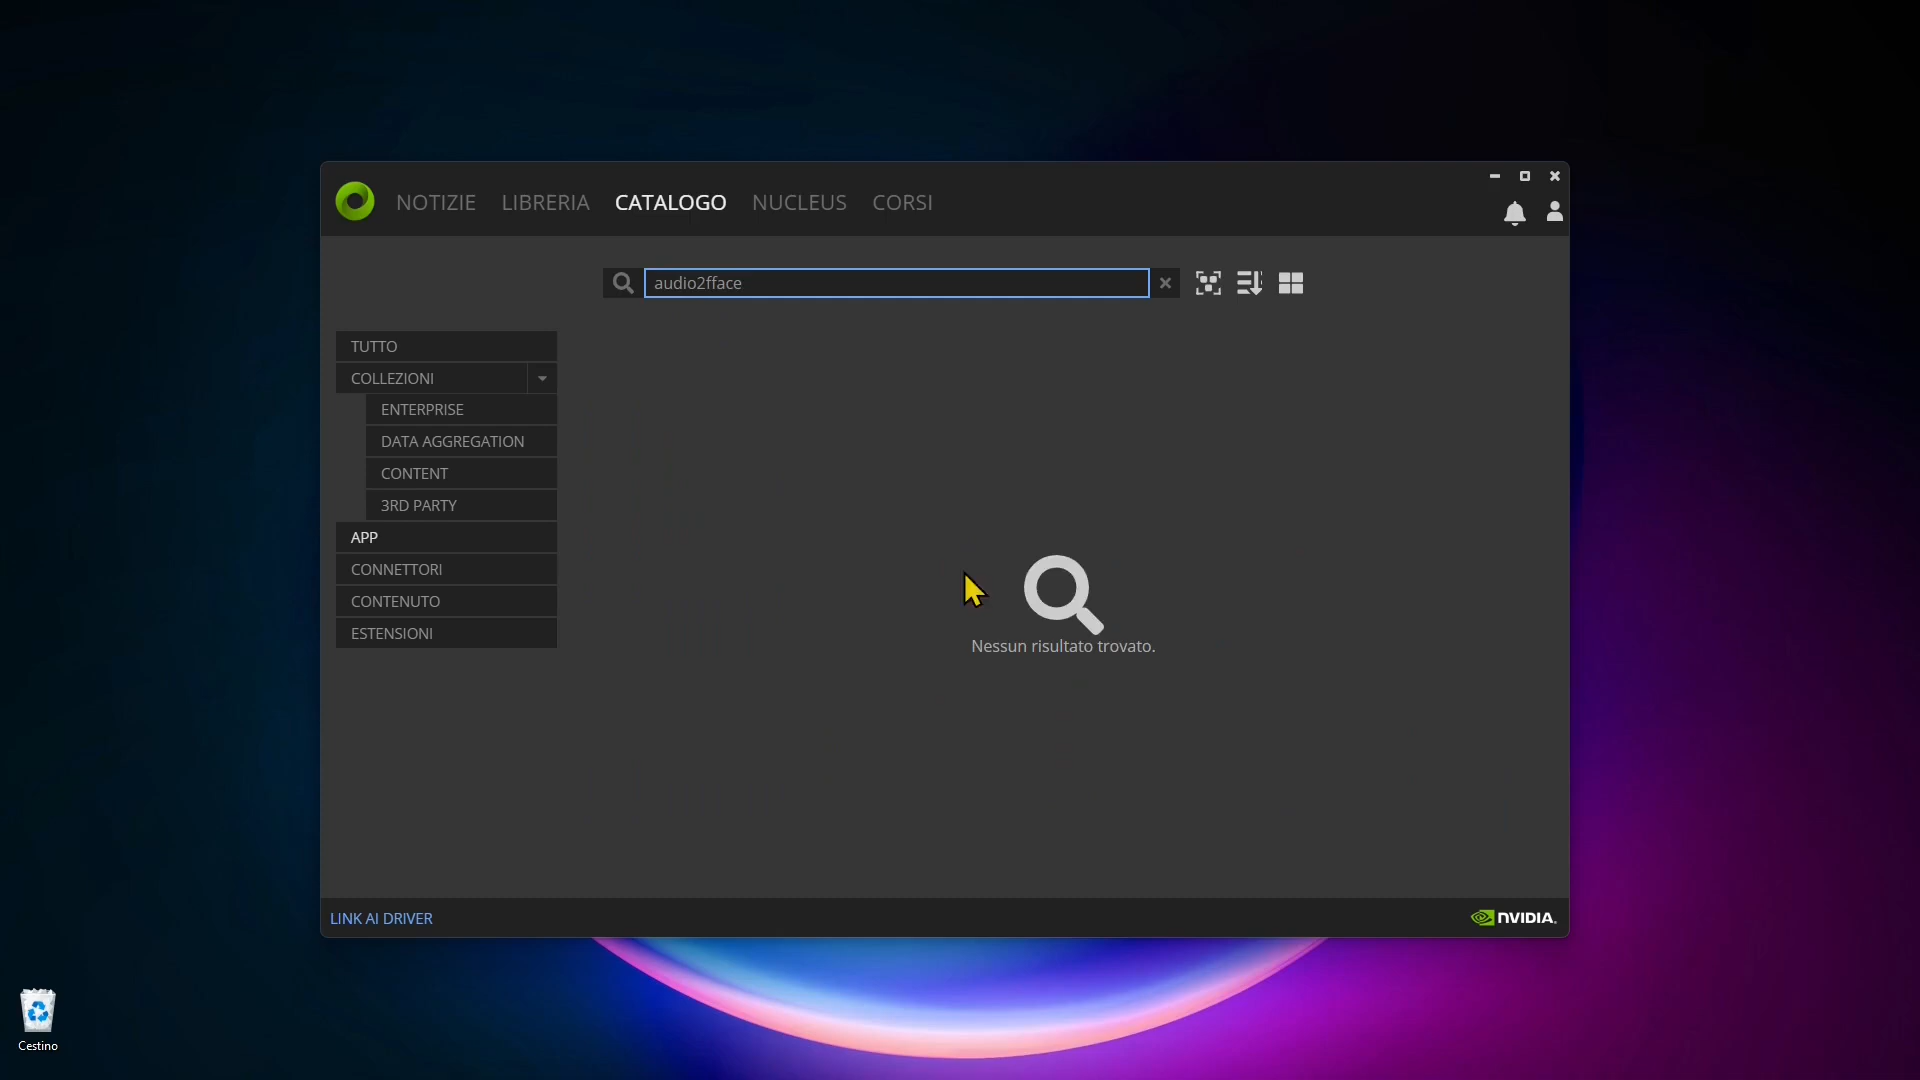 NOTIZIE LIBRERIA CATALOGO NUCLEUS CORSI
audio2fface
TUTTO
COLLEZIONI
ENTERPRISE
DATA AGGREGATION
CONTENT
3RD PARTY
APP
CONNETTORI
CONTENUTO
ESTENSIONI
Nessun risultato trovato.
LINK AI DRIVER
NVIDIA.
Cestino